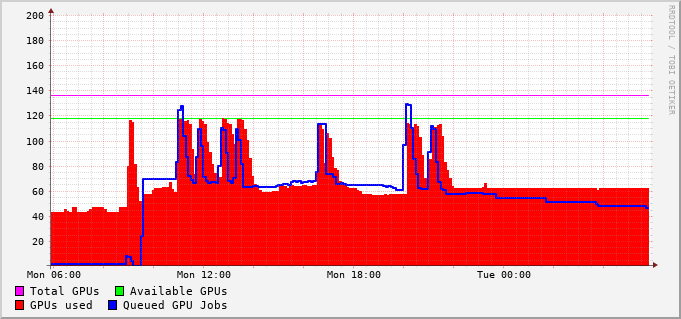 200
180
160
140
120
100
80
60
40
20
Mon 06:00 Mon 12:00 Mon 18:00 Tue 00:00
Total GPUs Available GPUs
GPUs used Queued GPU Jobs
RRDTOOL / TOBI OETIKER